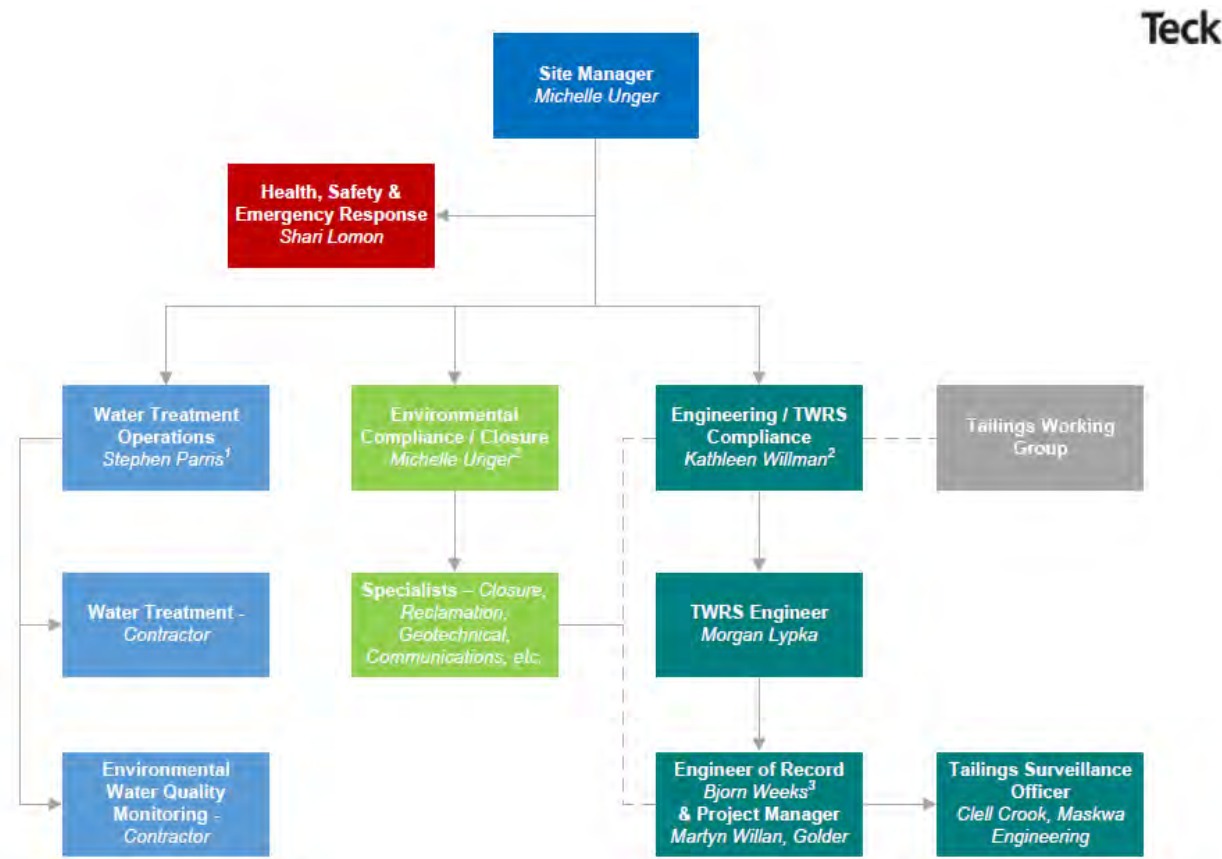 Teck
Site Manager
Michelle Unger
Health, Safety &
Emergency Response
Shari Lomon
Water Treatment
Operations
Stephen Parris¹
Environmental
Compliance / Closure
Michelle Unger²
Engineering / TWRS
Compliance
Kathleen Willman²
Tailings Working
Group
Water Treatment -
Contractor
Specialists – Closure,
Reclamation,
Geotechnical,
Communications, etc.
TWRS Engineer
Morgan Lypka
Environmental
Water Quality
Monitoring -
Contractor
Engineer of Record
Bjorn Weeks³
& Project Manager
Martyn Willan, Golder
Tailings Surveillance
Officer
Clell Crook, Maskwa
Engineering